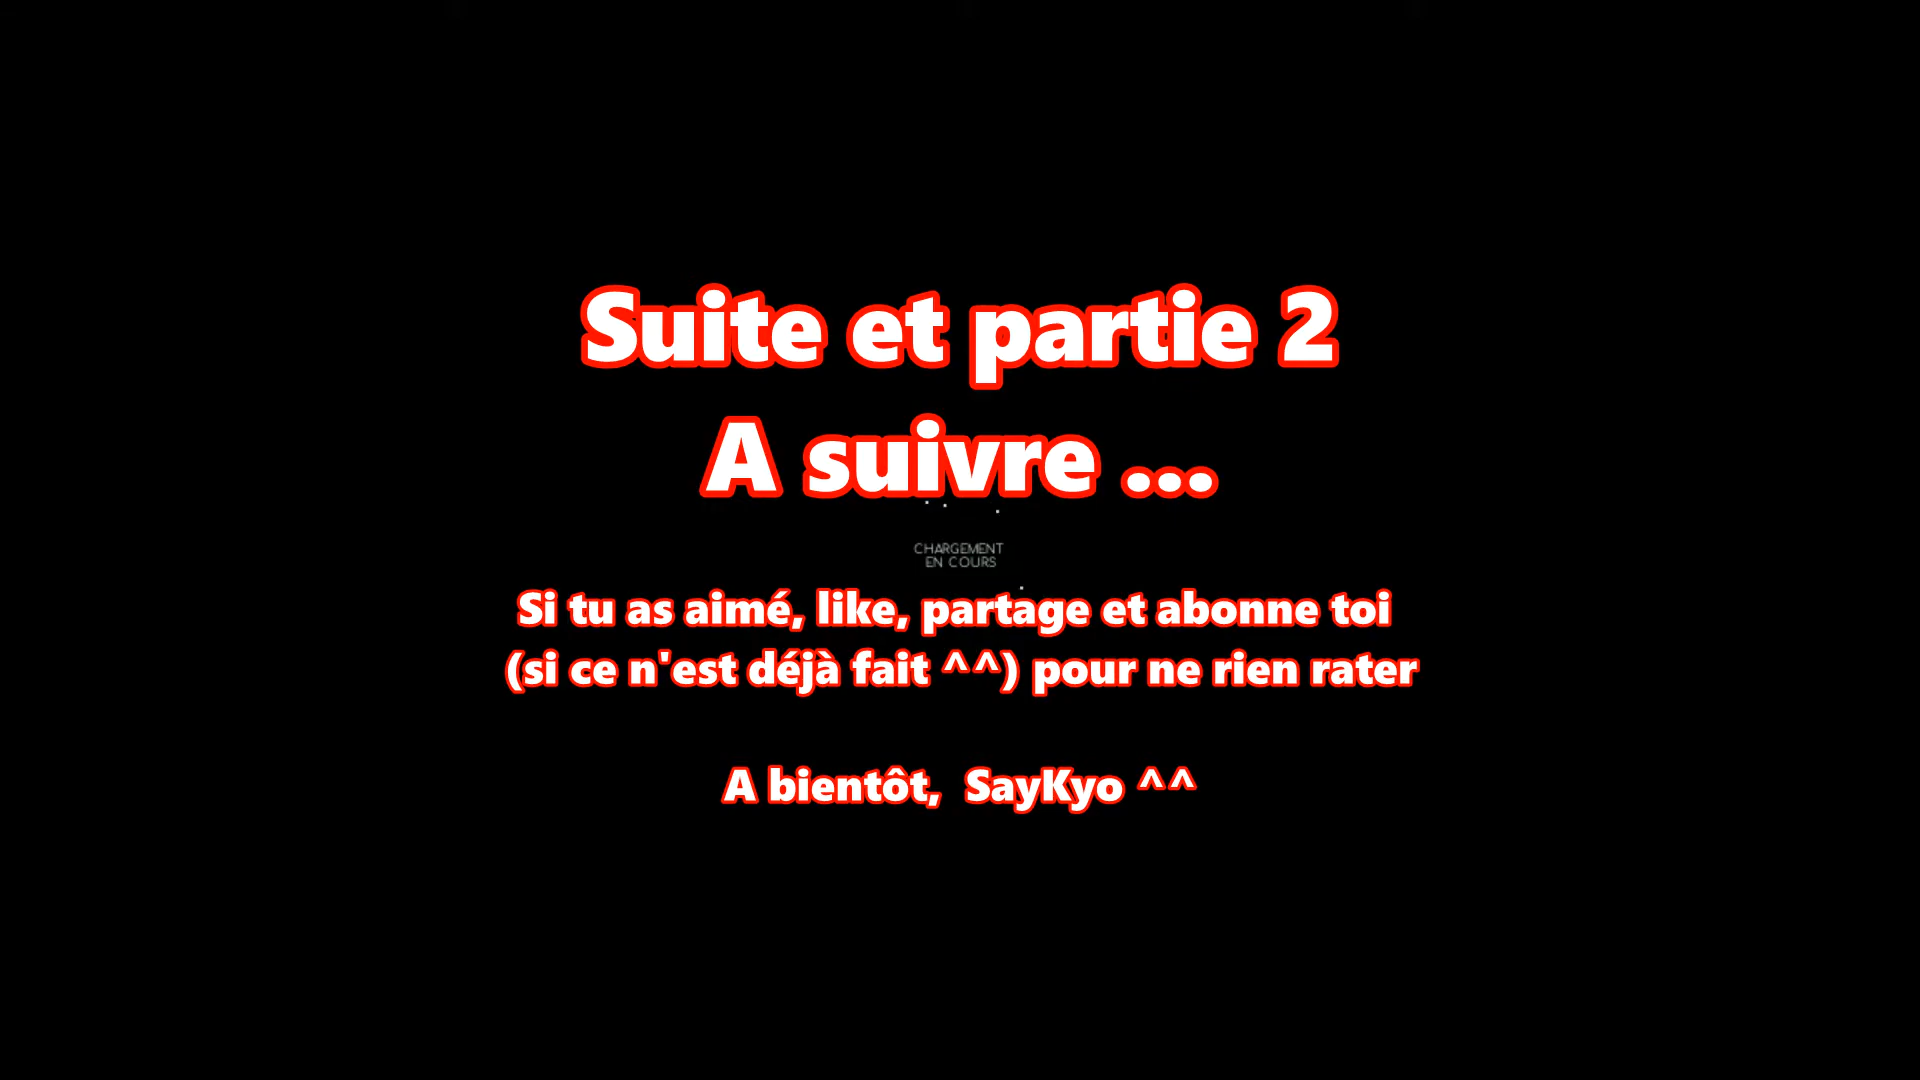 Suite et partie 2
A suivre ...
CHARGEMENT
EN COURS
Si tu as aimé, like, partage et abonne toi
(si ce n'est déjà fait ^^) pour ne rien rater
A bientôt,  SayKyo ^^